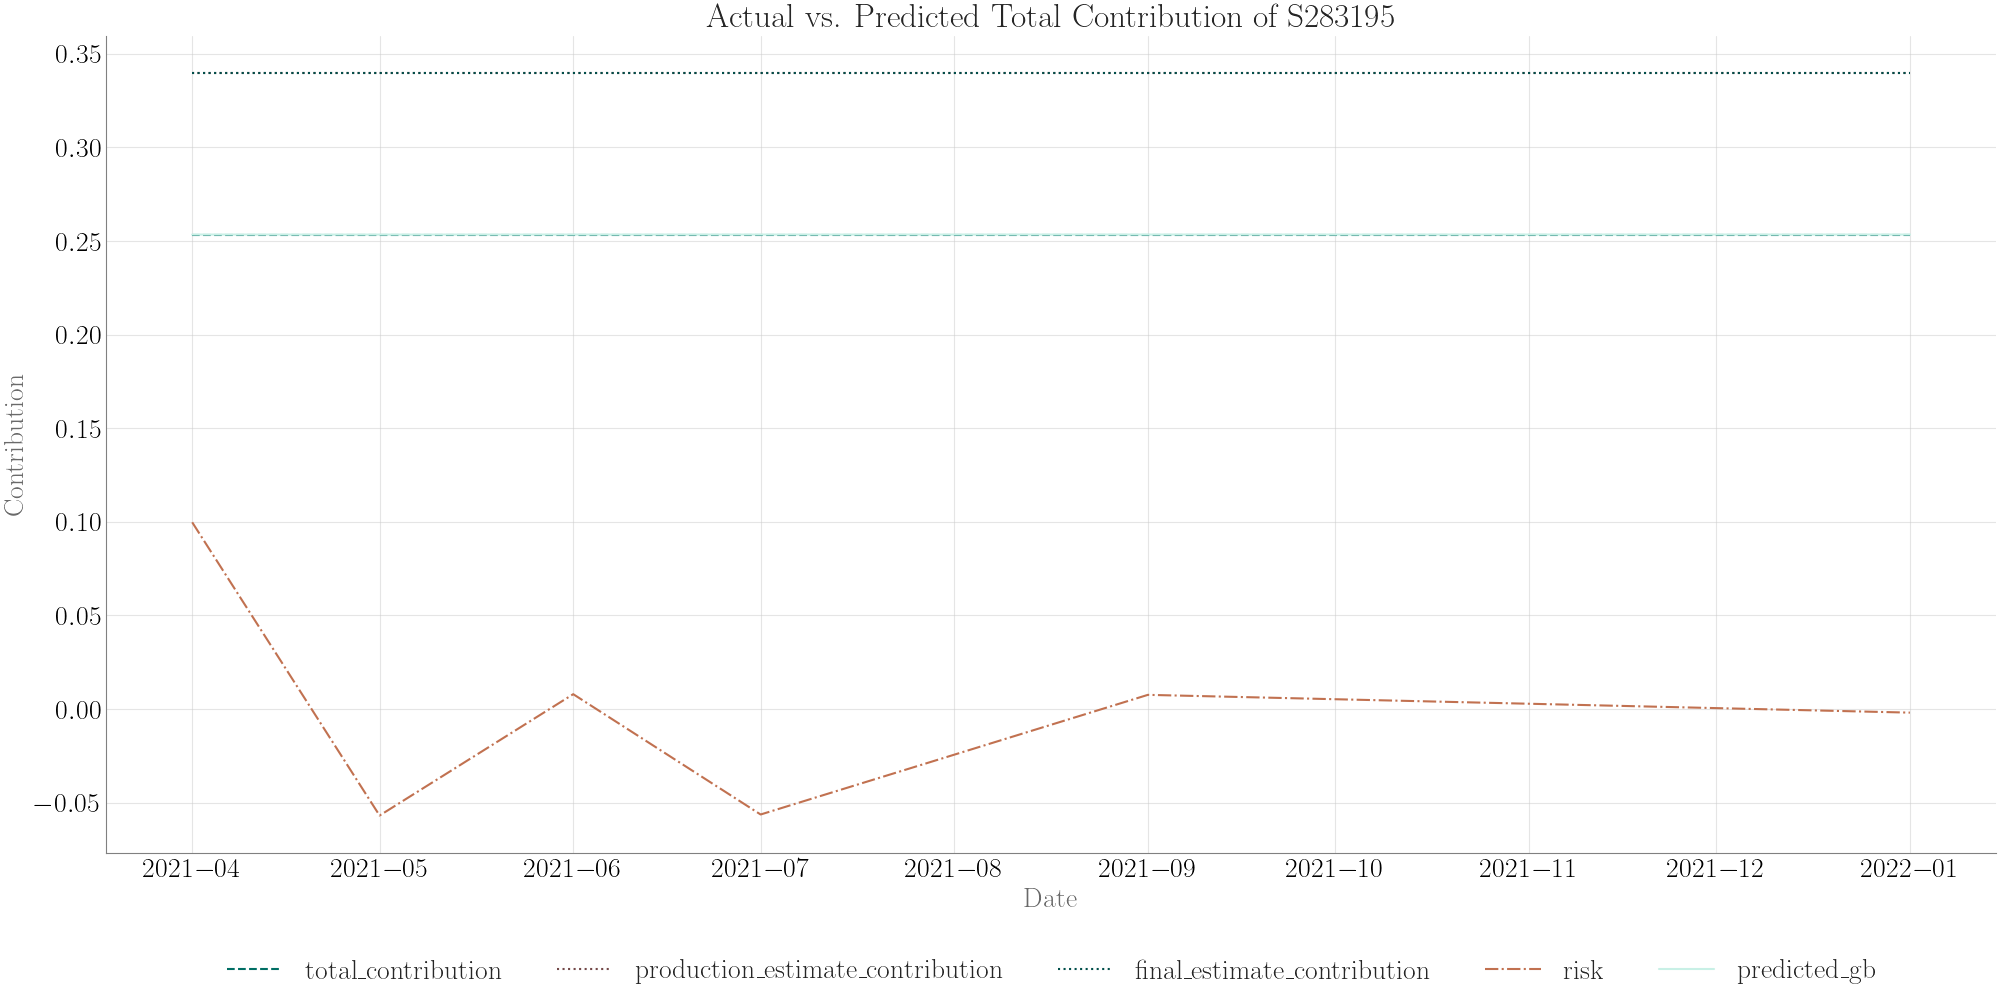 Actual vs. Predicted Total Contribution of S283195
0.35
0.30
0.25
0.20
0.15
0.10
0.05
0.00
−0.05
Contribution
2021−04 2021−05 2021−06 2021−07 2021−08 2021−09 2021−10 2021−11 2021−12 2022−01
Date
total_contribution production_estimate_contribution final_estimate_contribution risk predicted_gb